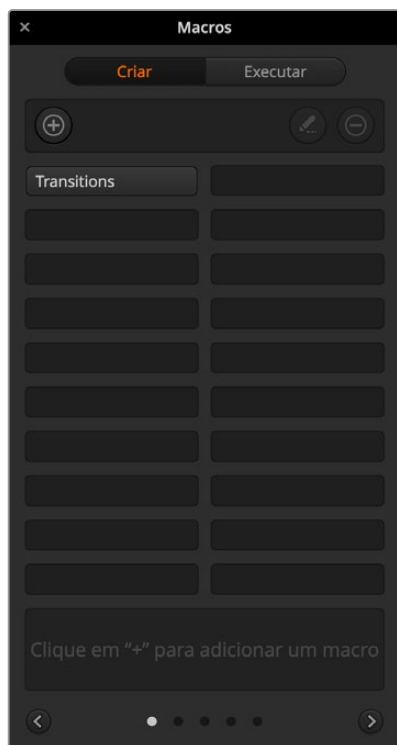 Macros
Criar
Executar
Transitions
Clique em “+” para adicionar um macro